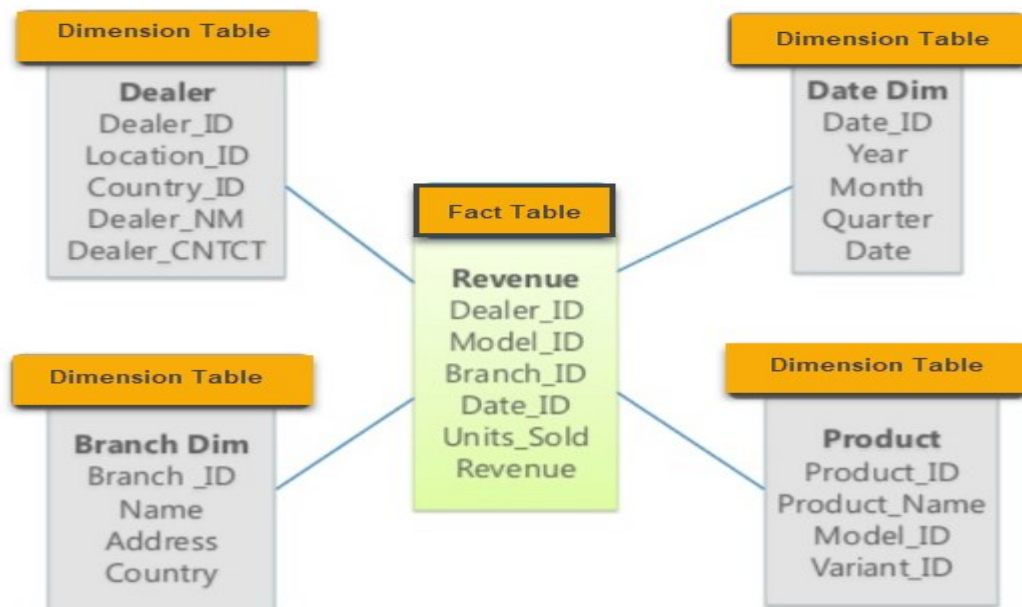 Dimension Table
Dealer
Dealer_ID
Location_ID
Country_ID
Dealer_NM
Dealer_CNTCT
Dimension Table
Date Dim
Date_ID
Year
Month
Quarter
Date
Fact Table
Revenue
Dealer_ID
Model_ID
Branch_ID
Date_ID
Units_Sold
Revenue
Dimension Table
Branch Dim
Branch _ID
Name
Address
Country
Dimension Table
Product
Product_ID
Product_Name
Model_ID
Variant_ID